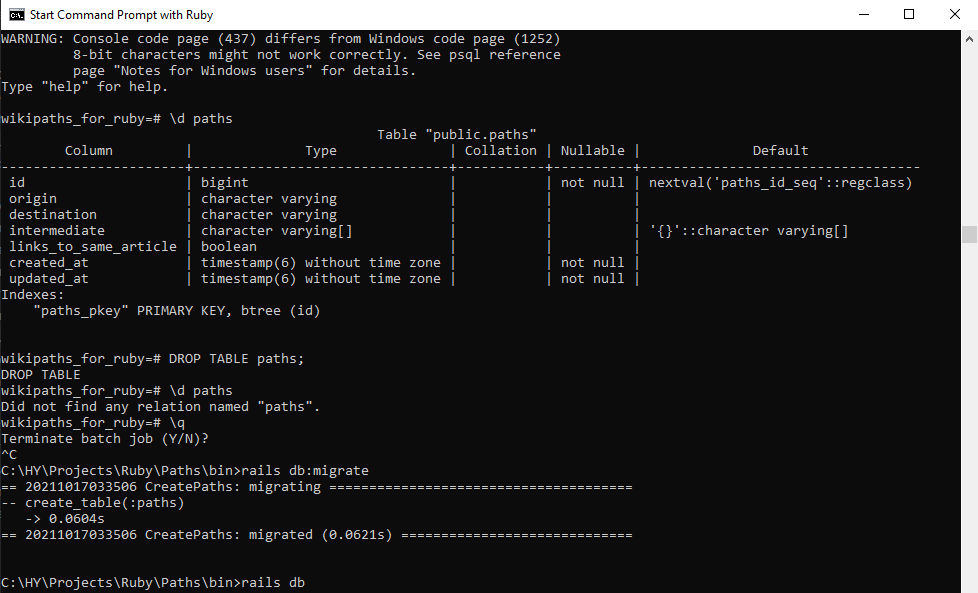 Start Command Prompt with Ruby
WARNING: Console code page (437) differs from Windows code page (1252)
         8-bit characters might not work correctly. See psql reference
         page "Notes for Windows users" for details.
Type "help" for help.

wikipaths_for_ruby=# \d paths
                                               Table "public.paths"
        Column         |              Type              | Collation | Nullable |              Default
-----------------------+--------------------------------+-----------+----------+-----------------------------------
 id                    | bigint                         |           | not null | nextval('paths_id_seq'::regclass)
 origin                | character varying              |           |          |
 destination           | character varying              |           |          |
 intermediate          | character varying[]            |           |          | '{}'::character varying[]
 links_to_same_article | boolean                        |           |          |
 created_at            | timestamp(6) without time zone |           | not null |
 updated_at            | timestamp(6) without time zone |           | not null |
Indexes:
    "paths_pkey" PRIMARY KEY, btree (id)


wikipaths_for_ruby=# DROP TABLE paths;
DROP TABLE
wikipaths_for_ruby=# \d paths
Did not find any relation named "paths".
wikipaths_for_ruby=# \q
Terminate batch job (Y/N)?
^C
C:\HY\Projects\Ruby\Paths\bin>rails db:migrate
== 20211017033506 CreatePaths: migrating ======================================
-- create_table(:paths)
   -> 0.0604s
== 20211017033506 CreatePaths: migrated (0.0621s) =============================


C:\HY\Projects\Ruby\Paths\bin>rails db